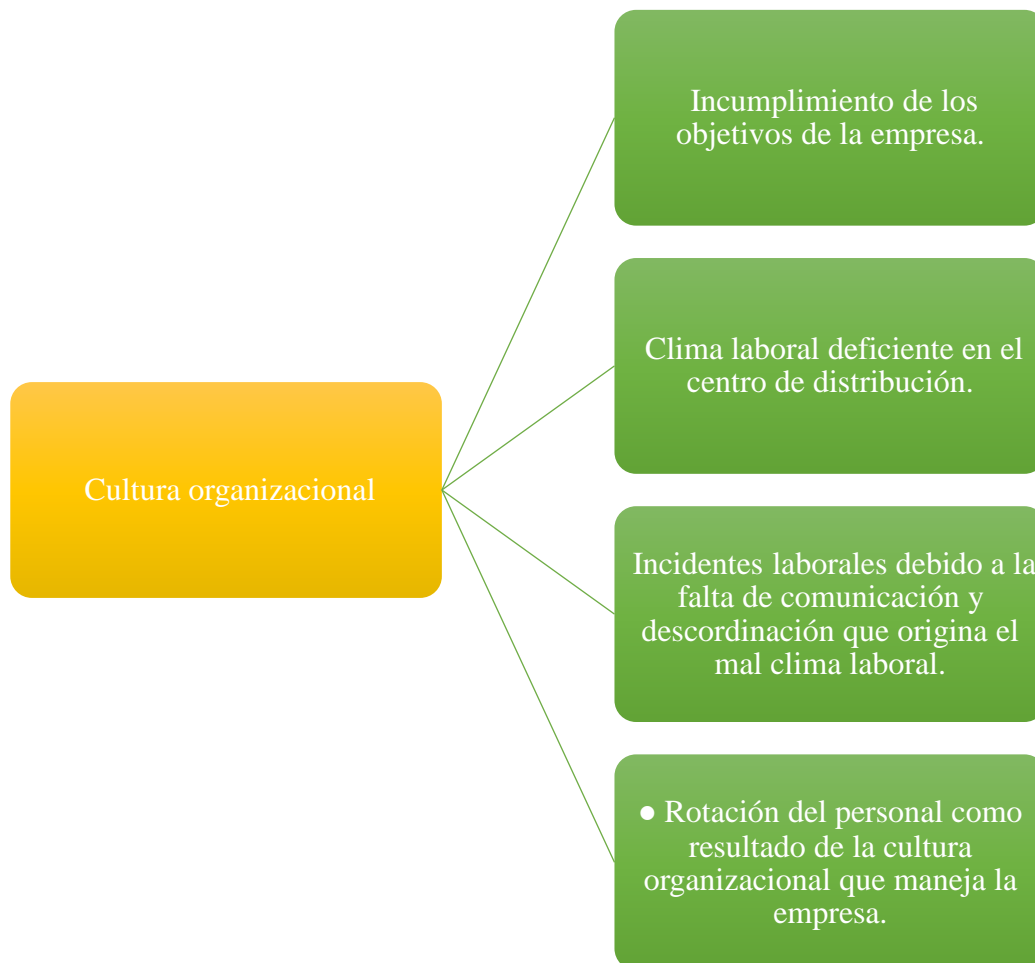 Incumplimiento de los
objetivos de la empresa.
Clima laboral deficiente en el
centro de distribución.
Cultura organizacional
Incidentes laborales debido a la
falta de comunicación y
descordinación que origina el
mal clima laboral.
● Rotación del personal como
resultado de la cultura
organizacional que maneja la
empresa.